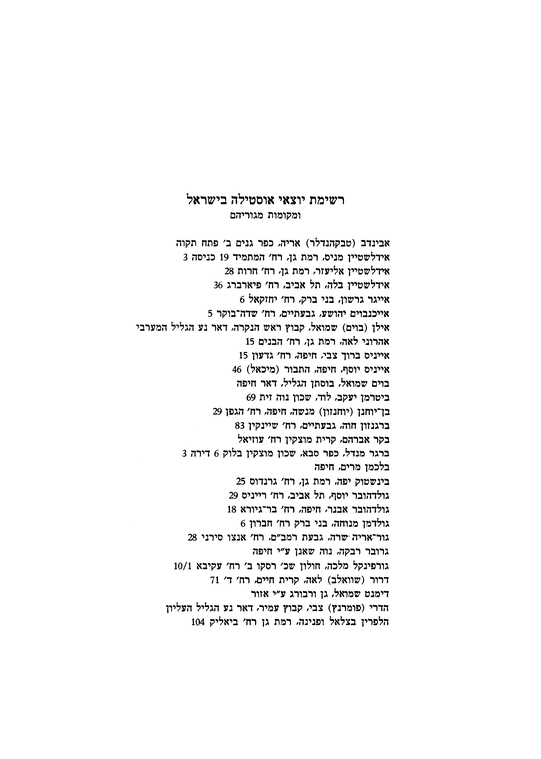 רשימת יוצאי אוסטילה בישראל
ומקומות מגוריהם
אבינדב (טבקהנדלר) אריה, כפר גנים ב׳ פתח תקוה
אידלשטיין מניס, רמת גן, רח׳ המתמיד 19 כניסה 3
אידלשטיין אליעזר, רמת גן, רח׳ חרות 28
אידלשטיין בלה, תל אביב, רח׳ פיארברג 36
אייגר גרשון, בני ברק, רח׳ יחזקאל 6
אייכנבוים יהושע, גבעתיים, רח׳ שדה־בוקר 5
אילן (בוים) שמואל, קבוץ ראש הנקרה, דאר נע הגליל המערבי
אהרוני לאה, רמת גן, רח׳ הבנים 15
אייניס ברוך צבי, חיפה, רח׳ גדעון 15
אייניס יוסף, חיפה, התבור (מיכאל) 46
בוים שמואל, בוסתן הגליל, דאר חיפה
ביטרמן יעקב, לוד, שכון נוה זית 69
בן־יוחנן (יוחנזון) מנשה, חיפה, רח׳ הגפן 29
ברגנזון חוה, גבעתיים, רח׳ שיינקין 83
בקר אברהם, קרית מוצקין רח׳ עוזיאל
ברגר מנדל, כפר סבא, שכון מוצקין בלוק 6 דירה 3
בלכמן מרים, חיפה
בינשטוק יפה, רמת גן, רח׳ גרנדוס 25
גולדהובר יוסף, תל אביב, רח׳ רייניס 29
גולדהובר אבנר, חיפה, רח׳ בר־גיורא 18
גולדמן מנוחה, בני ברק רח׳ חברון 6
גור־אריה שרה, גבעת רמב״ם, רח׳ אנצו סירני 28
גרובר רבקה, נוה שאנן ע״י חיפה
גורפינקל מלכה, חולון שכ׳ רסקו ב׳ רח׳ עקיבא 10/1
דרור (שוואלב) לאה, קרית חיים, רח׳ ד׳ 71
דימנט שמואל, גן ורבורג ע״י אזור
הדרי (פומרנץ) צבי, קבוץ עמיר, דאר נע הגליל העליון
הלפרין בצלאל ופנינה, רמת גן רח׳ ביאליק 104